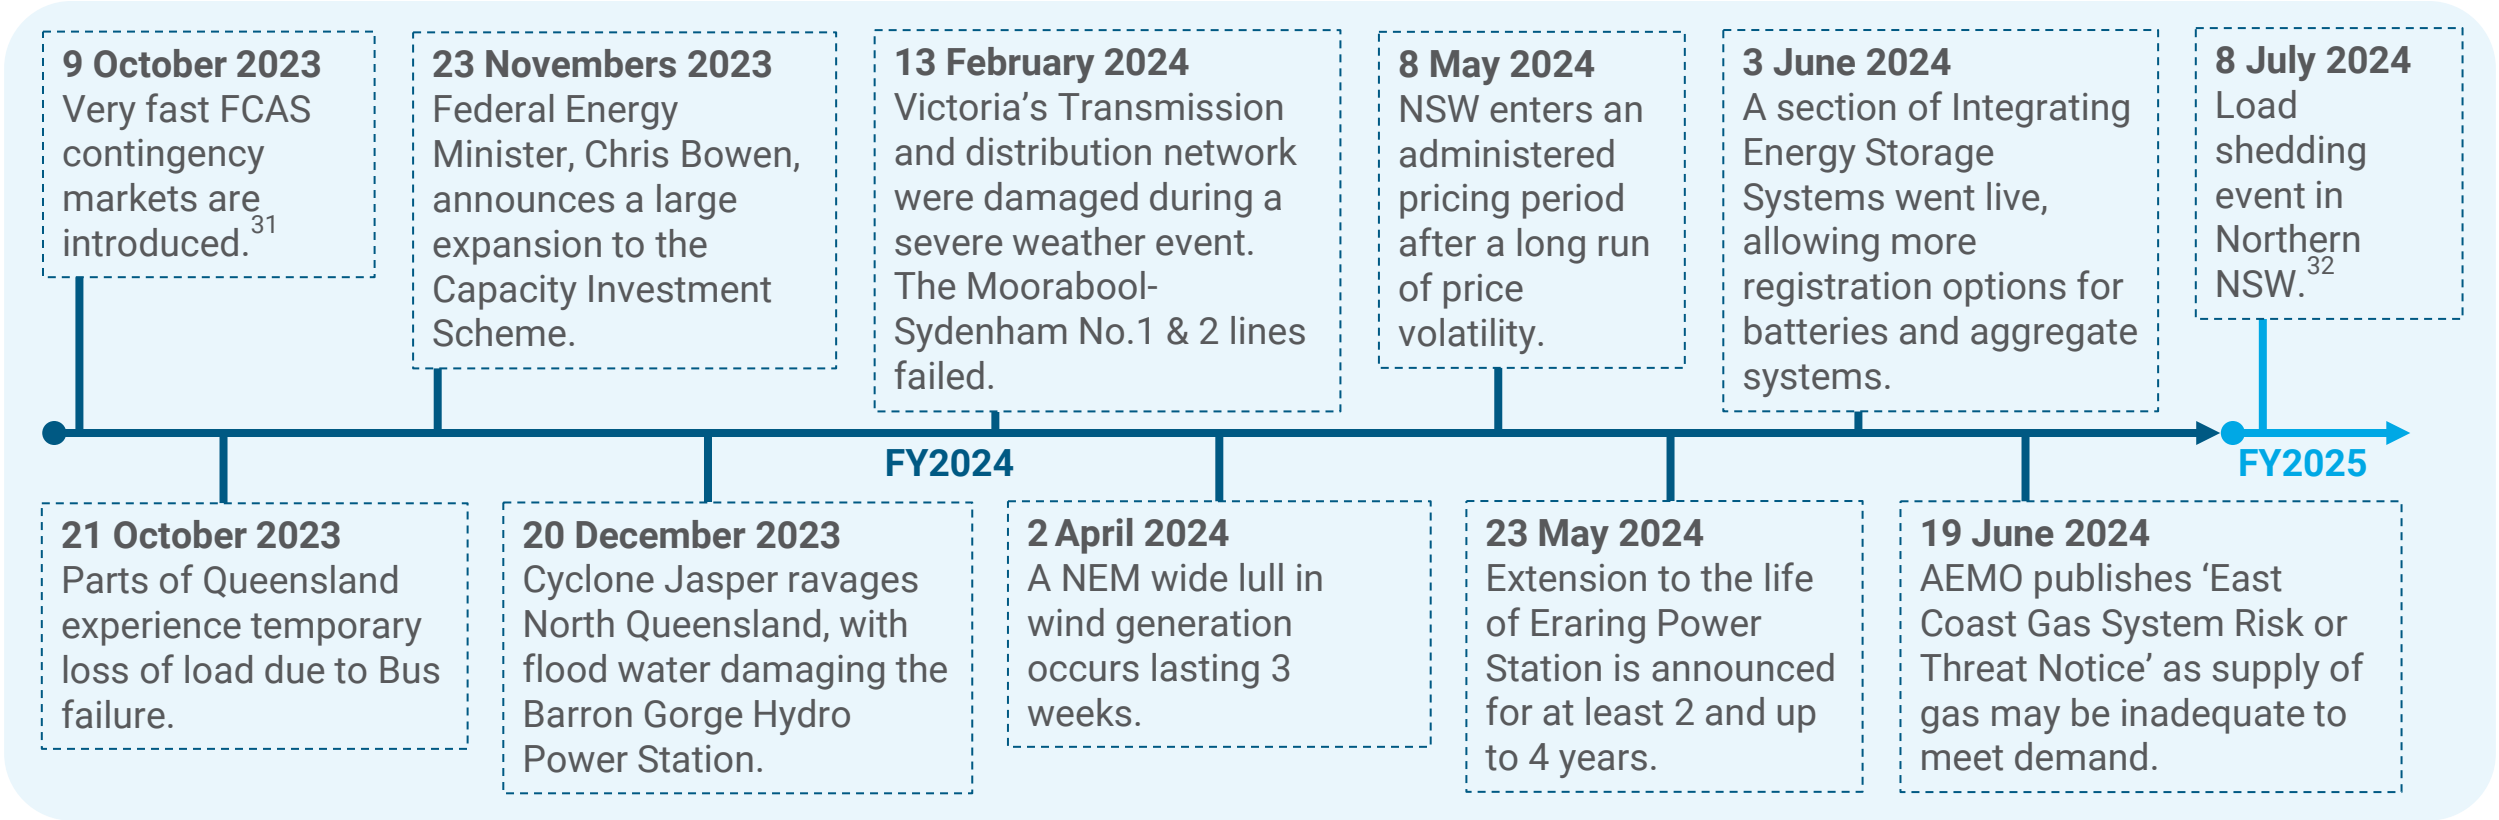 9 October 2023
Very fast FCAS
contingency
markets are
introduced.31
23 Novembers 2023
Federal Energy
Minister, Chris Bowen,
announces a large
expansion to the
Capacity Investment
Scheme.
13 February 2024
Victoria’s Transmission
and distribution network
were damaged during a
severe weather event.
The Moorabool-
Sydenham No.1 & 2 lines
failed.
8 May 2024
NSW enters an
administered
pricing period
after a long run
of price
volatility.
3 June 2024
A section of Integrating
Energy Storage
Systems went live,
allowing more
registration options for
batteries and aggregate
systems.
8 July 2024
Load
shedding
event in
Northern
NSW.32
FY2024
FY2025
21 October 2023
Parts of Queensland
experience temporary
loss of load due to Bus
failure.
20 December 2023
Cyclone Jasper ravages
North Queensland, with
flood water damaging the
Barron Gorge Hydro
Power Station.
2 April 2024
A NEM wide lull in
wind generation
occurs lasting 3
weeks.
23 May 2024
Extension to the life
of Eraring Power
Station is announced
for at least 2 and up
to 4 years.
19 June 2024
AEMO publishes ‘East
Coast Gas System Risk or
Threat Notice’ as supply of
gas may be inadequate to
meet demand.